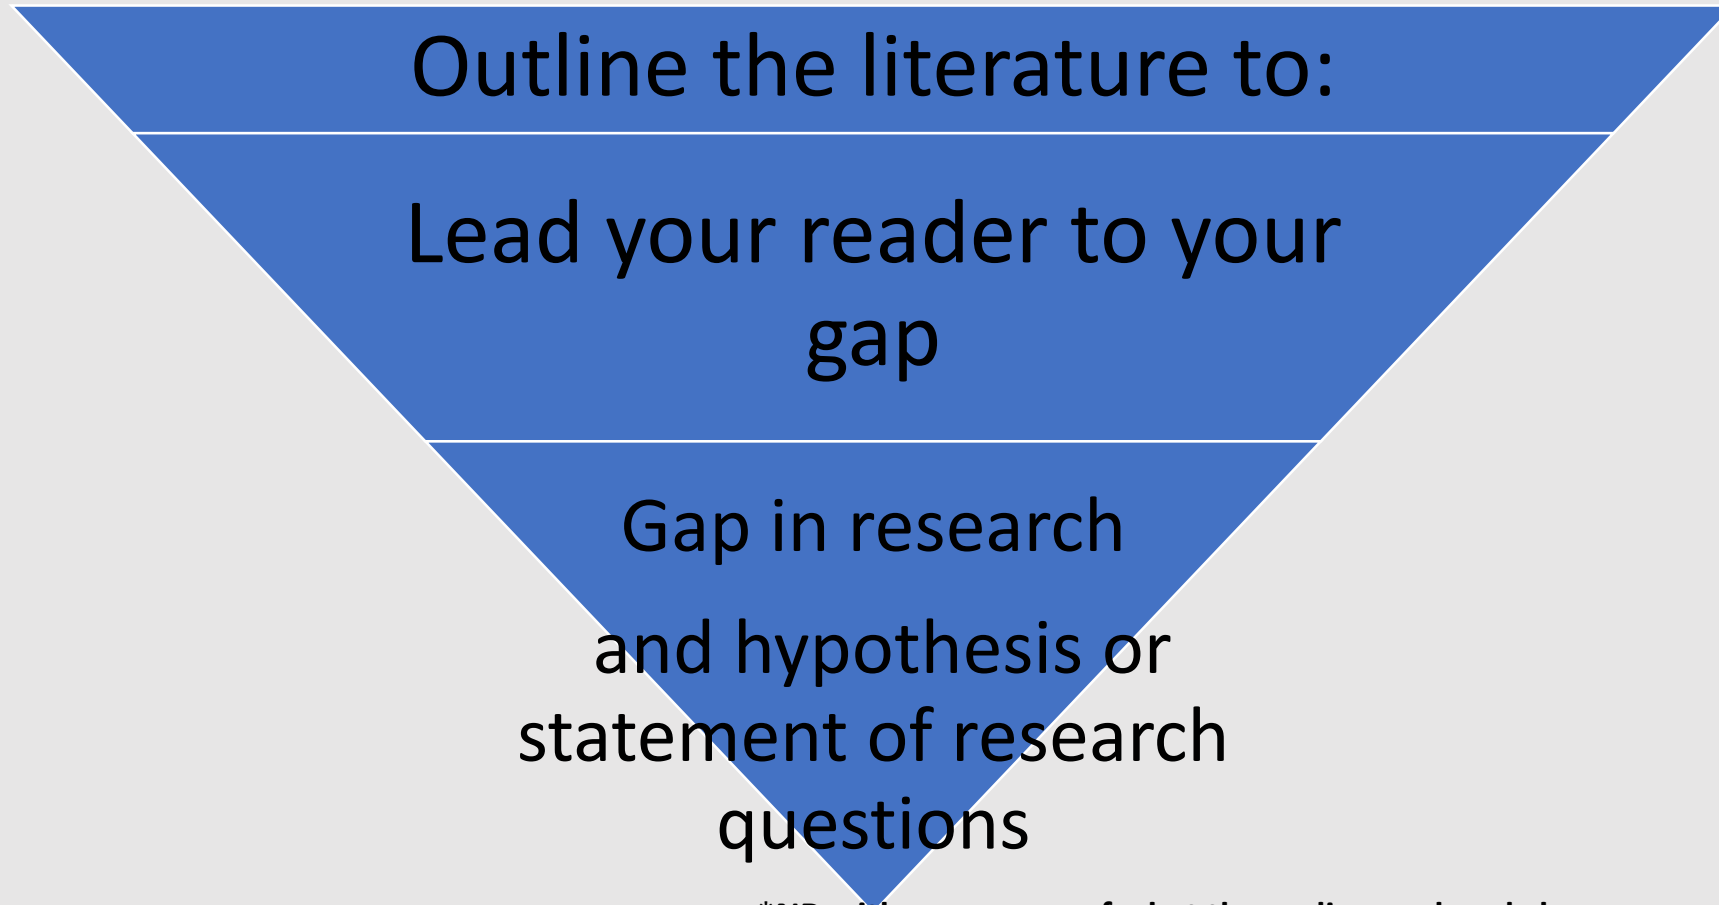 Outline the literature to:
Lead your reader to your
gap
Gap in research
and hypothesis or
statement of research
questions